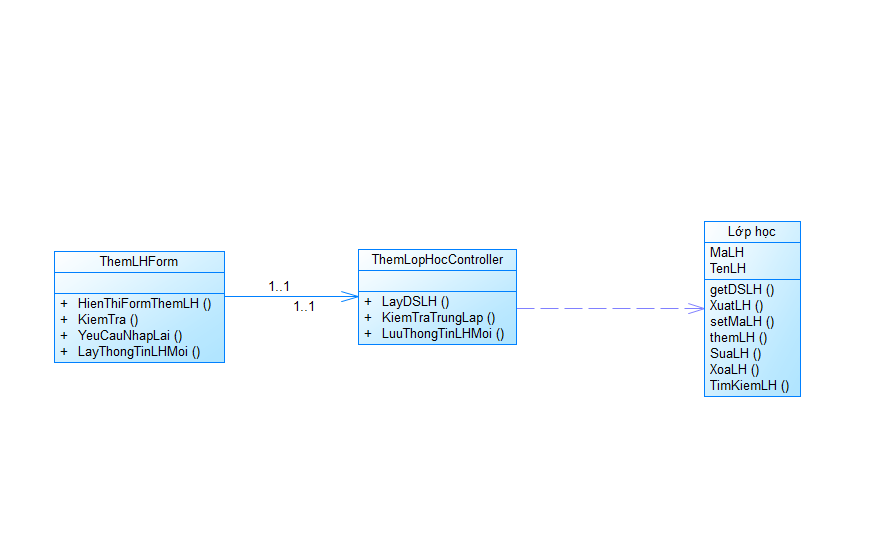 ThemLHForm
+ HienThiFormThemLH ()
+ KiemTra ()
+ YeuCauNhapLai ()
+ LayThongTinLHMoi ()
1..1
1..1
ThemLopHocController
+ LayDSLH ()
+ KiemTraTrungLap ()
+ LuuThongTinLHMoi ()
Lớp học
MaLH
TenLH
getDSLH ()
XuatLH ()
setMaLH ()
themLH ()
SuaLH ()
XoaLH ()
TimKiemLH ()